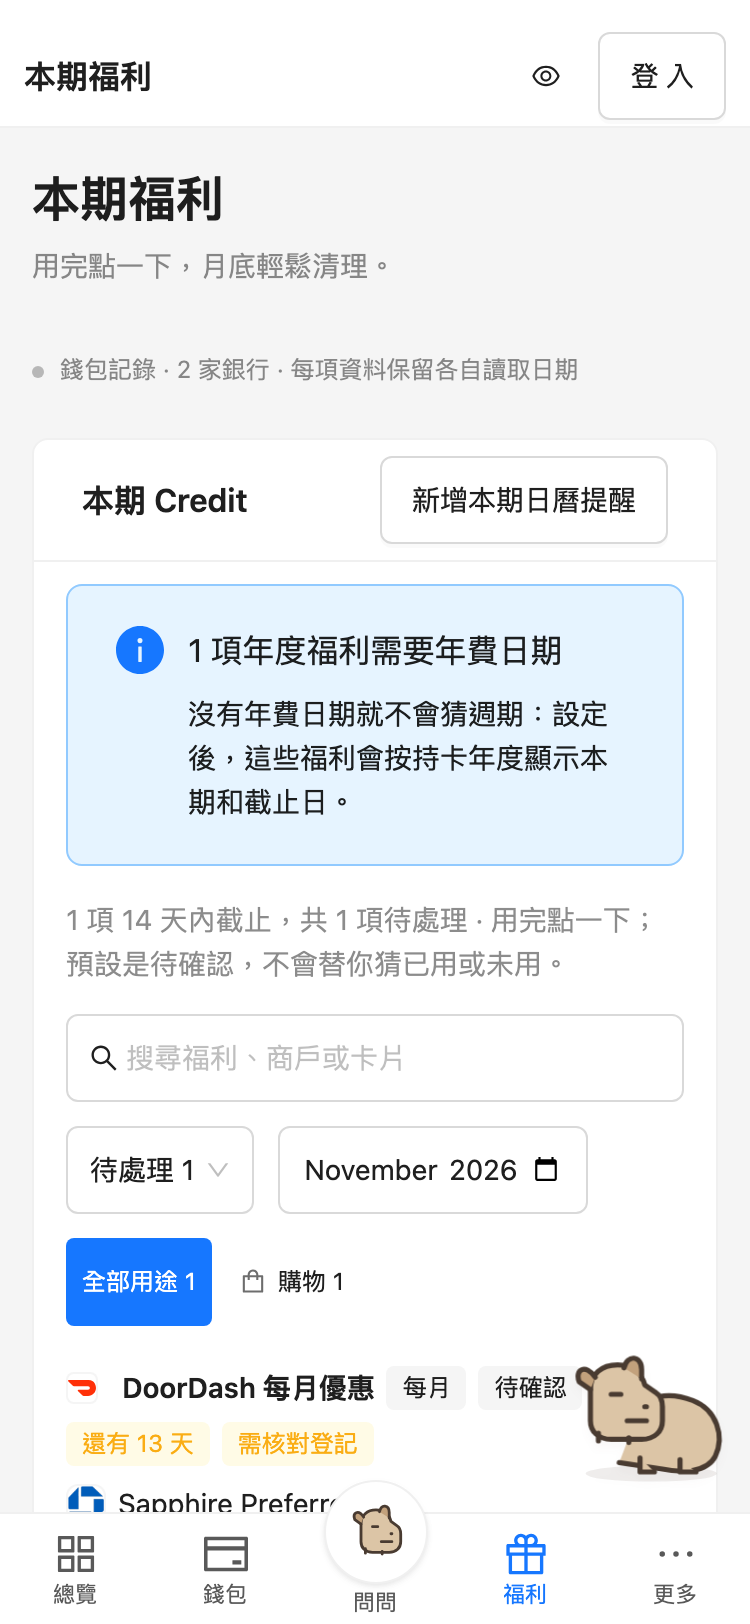 本期福利
登入
本期福利
用完點一下，月底輕鬆清理。
錢包記錄 · 2 家銀行 · 每項資料保留各自讀取日期
本期 Credit
新增本期日曆提醒
1 項年度福利需要年費日期
沒有年費日期就不會猜週期：設定
後，這些福利會按持卡年度顯示本
期和截止日。
1 項 14 天內截止，共 1 項待處理 · 用完點一下；
預設是待確認，不會替你猜已用或未用。
搜尋福利、商戶或卡片
待處理 1
November 2026
全部用途 1
購物 1
DoorDash 每月優惠
每月
待確認
還有 13 天
需核對登記
Sapphire
總覽
錢包
問問
福利
更多